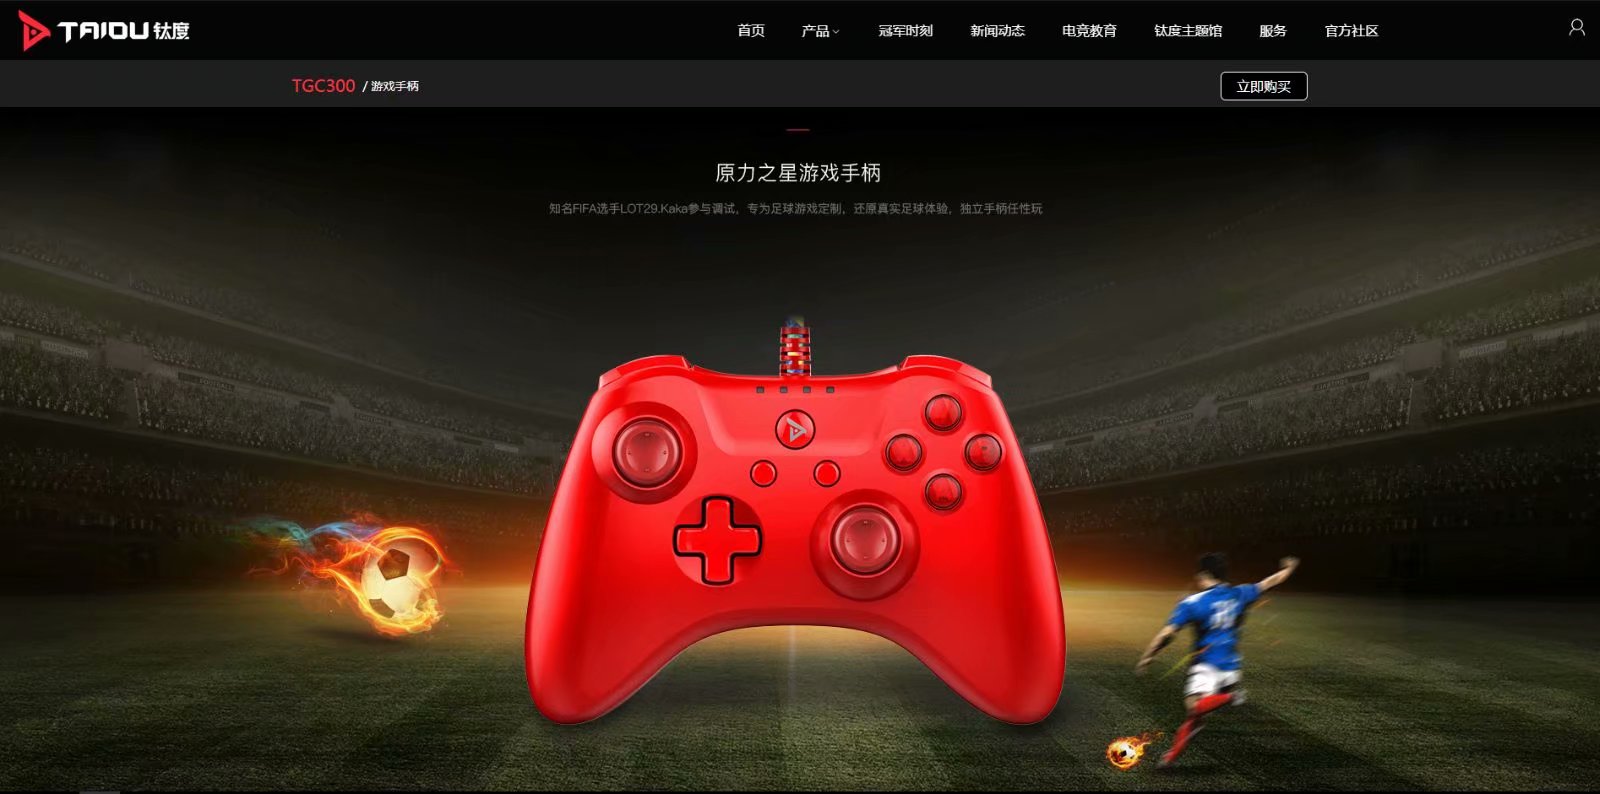 TAIDU 钛度
首页
产品
冠军时刻
新闻动态
电竞教育
钛度主题馆
服务
官方社区
TGC300 / 游戏手柄
立即购买
原力之星游戏手柄
知名FIFA选手LOT29.Kaka参与调试，专为足球游戏定制，还原真实足球体验，独立手柄任性玩